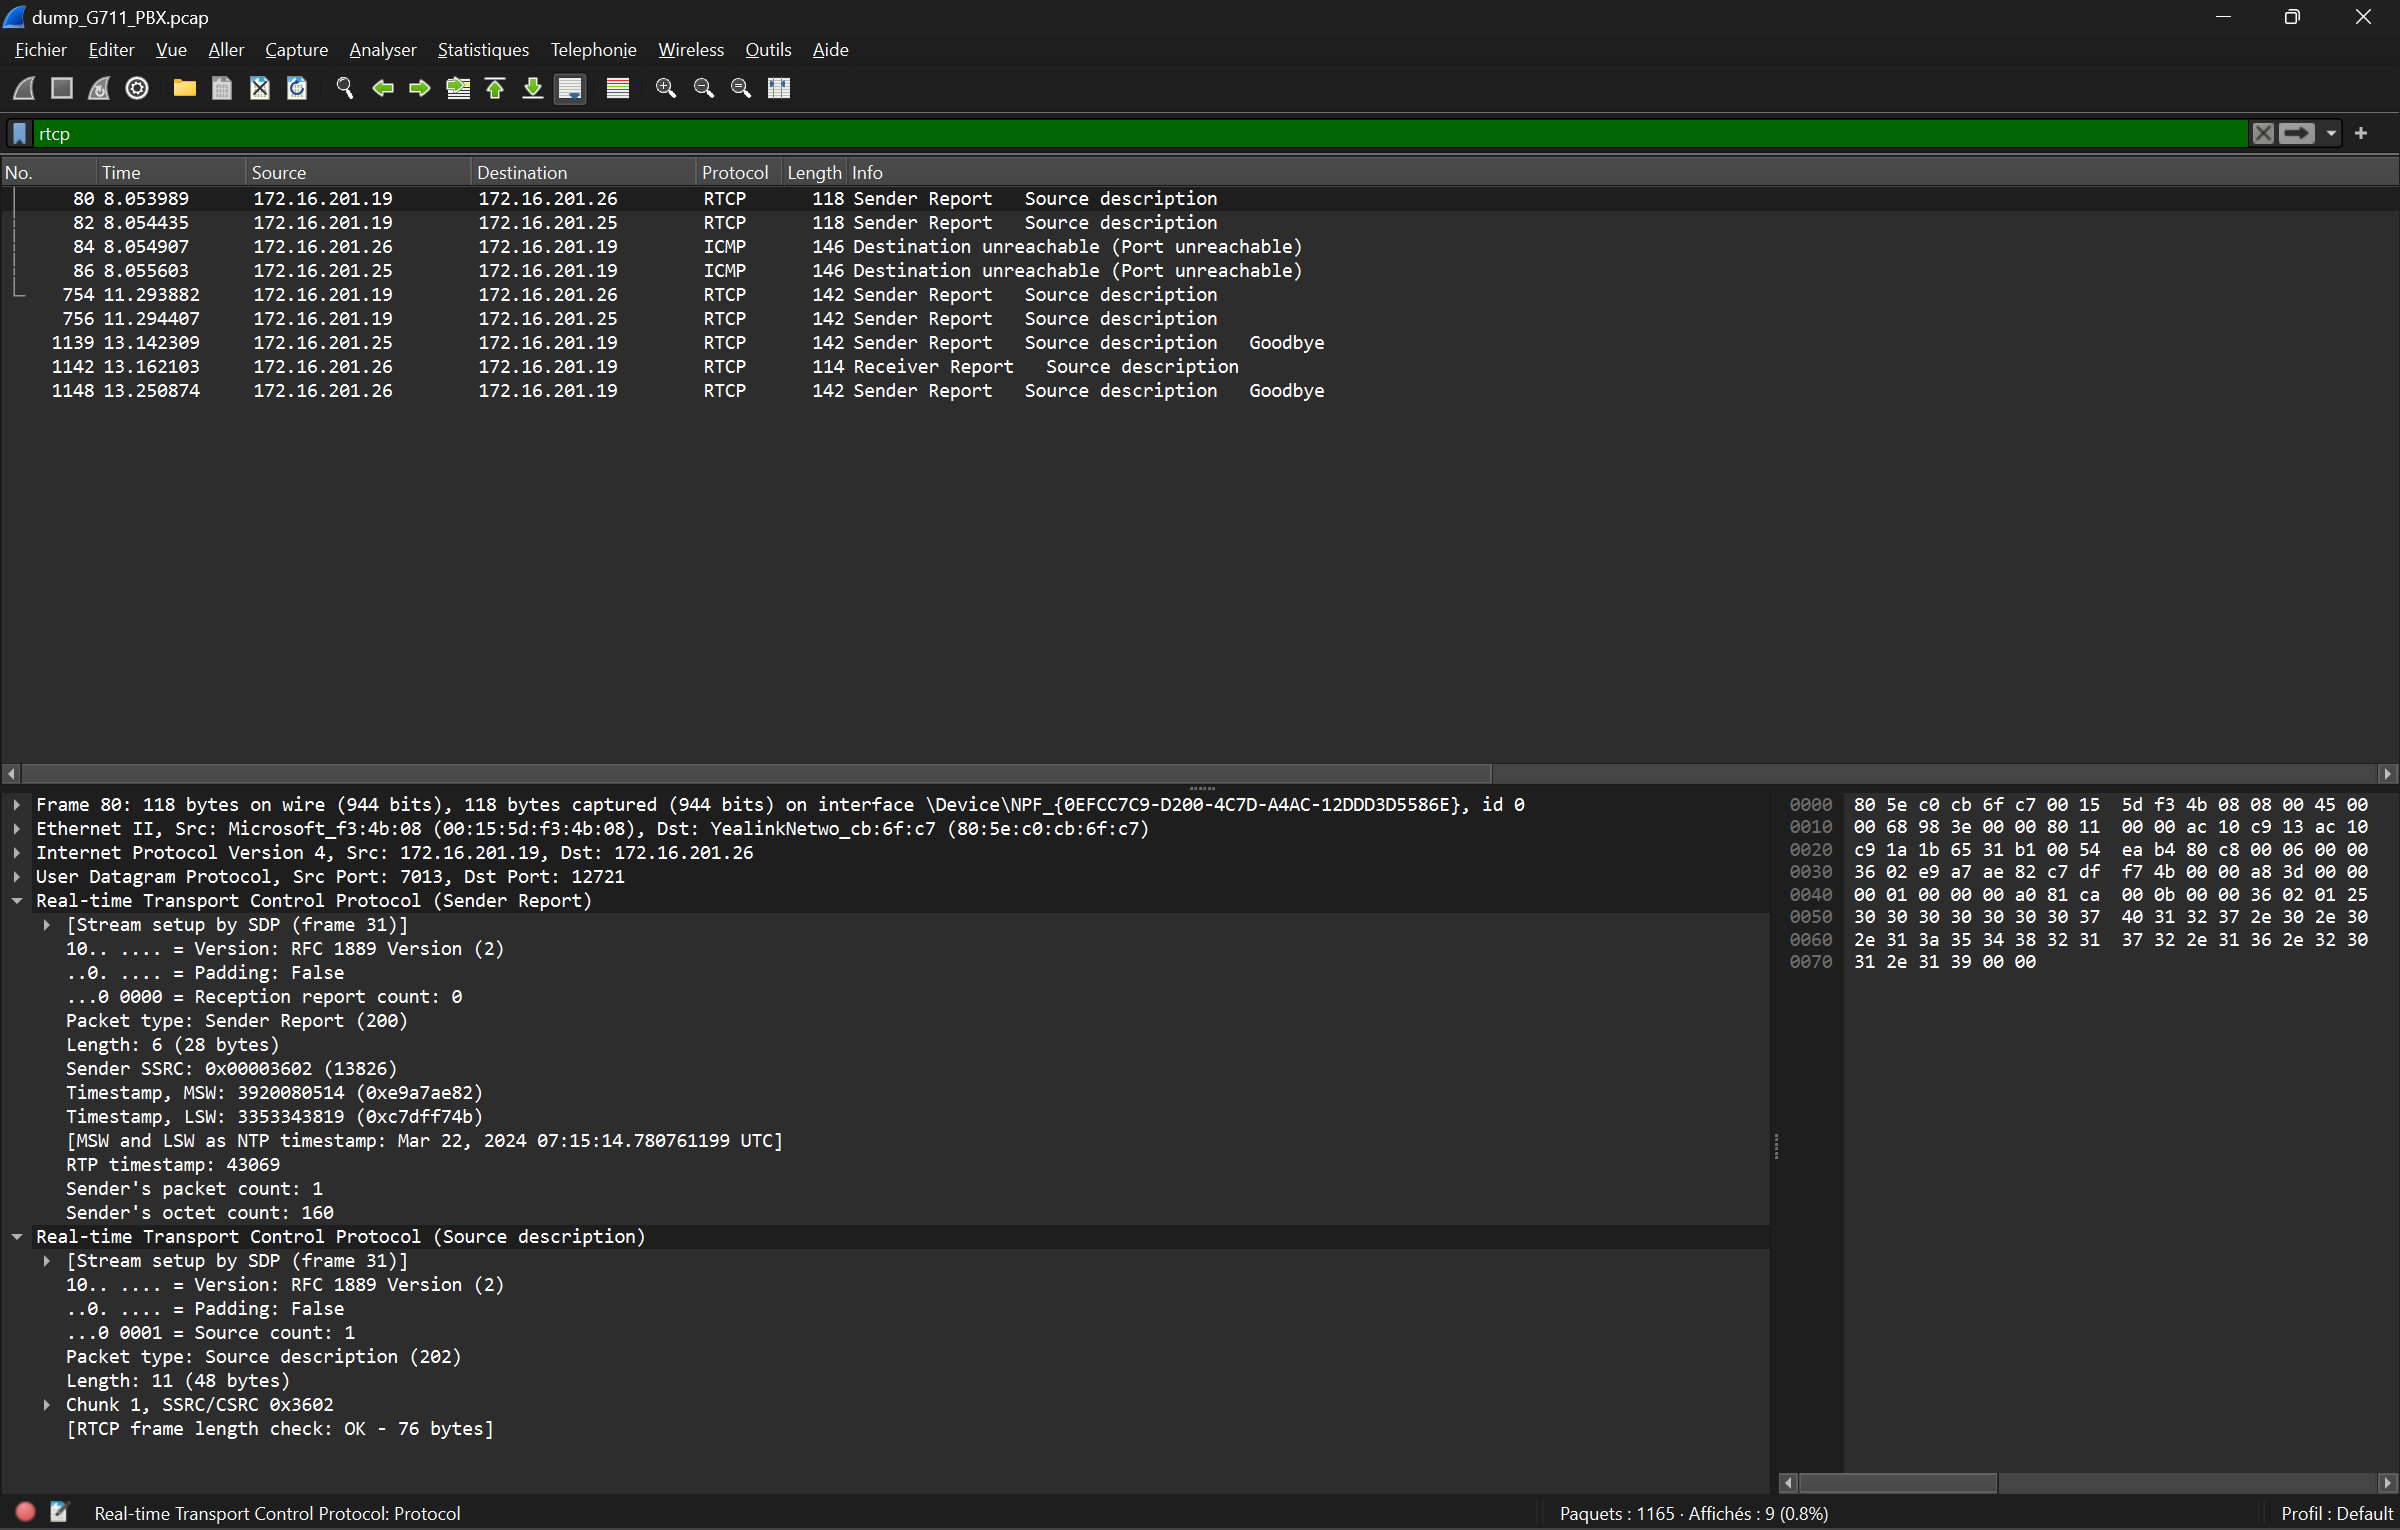 dump_G711_PBX.pcap
Fichier Editer Vue Aller Capture Analyser Statistiques Telephonie Wireless Outils Aide
rtcp
No. Time Source Destination Protocol Length Info
80 8.053989 172.16.201.19 172.16.201.26 RTCP 118 Sender Report Source description
82 8.054435 172.16.201.19 172.16.201.25 RTCP 118 Sender Report Source description
84 8.054907 172.16.201.26 172.16.201.19 ICMP 146 Destination unreachable (Port unreachable)
86 8.055603 172.16.201.25 172.16.201.19 ICMP 146 Destination unreachable (Port unreachable)
754 11.293882 172.16.201.19 172.16.201.26 RTCP 142 Sender Report Source description
756 11.294407 172.16.201.19 172.16.201.25 RTCP 142 Sender Report Source description
1139 13.142309 172.16.201.25 172.16.201.19 RTCP 142 Sender Report Source description Goodbye
1142 13.162103 172.16.201.26 172.16.201.19 RTCP 114 Receiver Report Source description
1148 13.250874 172.16.201.26 172.16.201.19 RTCP 142 Sender Report Source description Goodbye
Frame 80: 118 bytes on wire (944 bits), 118 bytes captured (944 bits) on interface \Device\NPF_{0EFCC7C9-D200-4C7D-A4AC-12DDD3D5586E}, id 0
Ethernet II, Src: Microsoft_f3:4b:08 (00:15:5d:f3:4b:08), Dst: YealinkNetwo_cb:6f:c7 (80:5e:c0:cb:6f:c7)
Internet Protocol Version 4, Src: 172.16.201.19, Dst: 172.16.201.26
User Datagram Protocol, Src Port: 7013, Dst Port: 12721
Real-time Transport Control Protocol (Sender Report)
[Stream setup by SDP (frame 31)]
10.. .... = Version: RFC 1889 Version (2)
..0. .... = Padding: False
...0 0000 = Reception report count: 0
Packet type: Sender Report (200)
Length: 6 (28 bytes)
Sender SSRC: 0x00003602 (13826)
Timestamp, MSW: 3920080514 (0xe9a7ae82)
Timestamp, LSW: 3353343819 (0xc7dff74b)
[MSW and LSW as NTP timestamp: Mar 22, 2024 07:15:14.780761199 UTC]
RTP timestamp: 43069
Sender's packet count: 1
Sender's octet count: 160
Real-time Transport Control Protocol (Source description)
[Stream setup by SDP (frame 31)]
10.. .... = Version: RFC 1889 Version (2)
..0. .... = Padding: False
...0 0001 = Source count: 1
Packet type: Source description (202)
Length: 11 (48 bytes)
Chunk 1, SSRC/CSRC 0x3602
[RTCP frame length check: OK - 76 bytes]
0000 80 5e c0 cb 6f c7 00 15 5d f3 4b 08 08 00 45 00
0010 00 68 98 3e 00 00 80 11 00 00 ac 10 c9 13 ac 10
0020 c9 1a 1b 65 31 b1 00 54 ea b4 80 c8 00 06 00 00
0030 36 02 e9 a7 ae 82 c7 df f7 4b 00 00 a8 3d 00 00
0040 00 01 00 00 00 a0 81 ca 00 0b 00 00 36 02 01 25
0050 30 30 30 30 30 30 30 37 40 31 32 37 2e 30 2e 30
0060 2e 31 3a 35 34 38 32 31 37 32 2e 31 36 2e 32 30
0070 31 2e 31 39 00 00
Real-time Transport Control Protocol: Protocol
Paquets : 1165 · Affichés : 9 (0.8%)
Profil : Default